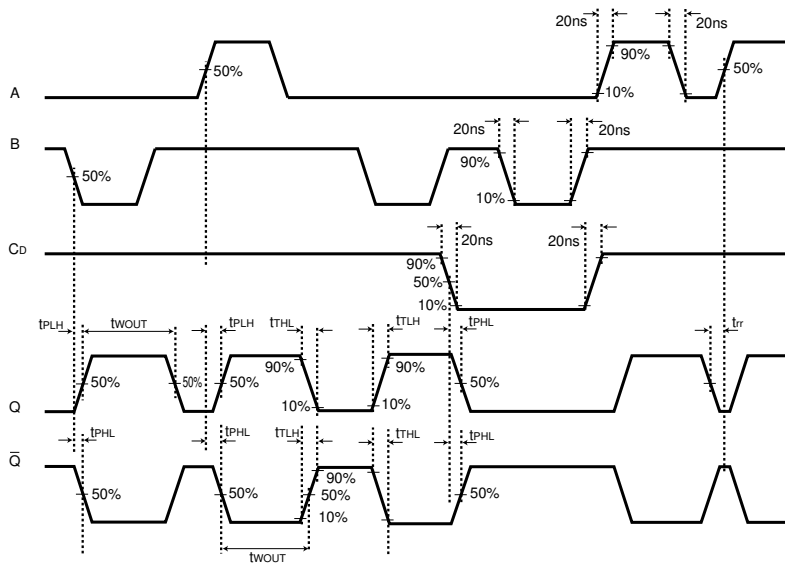 20ns 20ns
A 50% 90% 50%
10%
B 20ns 20ns
50% 90%
10%
CD 20ns 20ns
90%
50%
10%
tPLH tWOUT tPLH tTHL tTLH tPHL trr
50% 50% 50% 90% 90% 50%
Q 10% 10%
tPHL tPHL tTLH tTHL tPHL
Q̅ 90%
50% 50% 50% 50%
10%
tWOUT